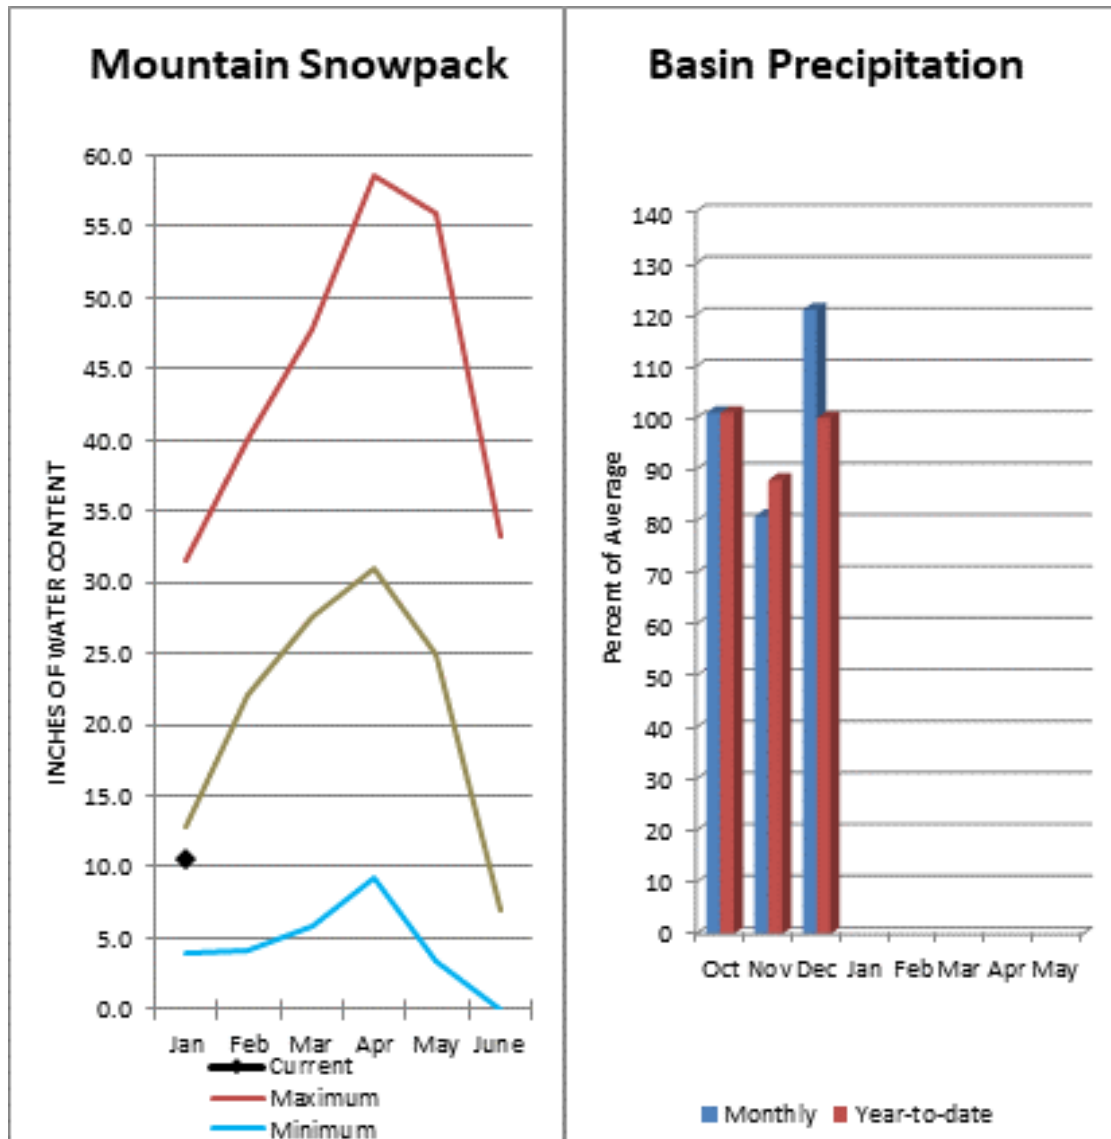 Mountain Snowpack
60.0
55.0
50.0
45.0
40.0
35.0
30.0
25.0
20.0
15.0
10.0
5.0
0.0
INCHES OF WATER CONTENT
Jan Feb Mar Apr May June
Current
Maximum
Minimum
Basin Precipitation
140
130
120
110
100
90
80
70
60
50
40
30
20
10
0
Percent of Average
Oct Nov Dec Jan Feb Mar Apr May
Monthly Year-to-date